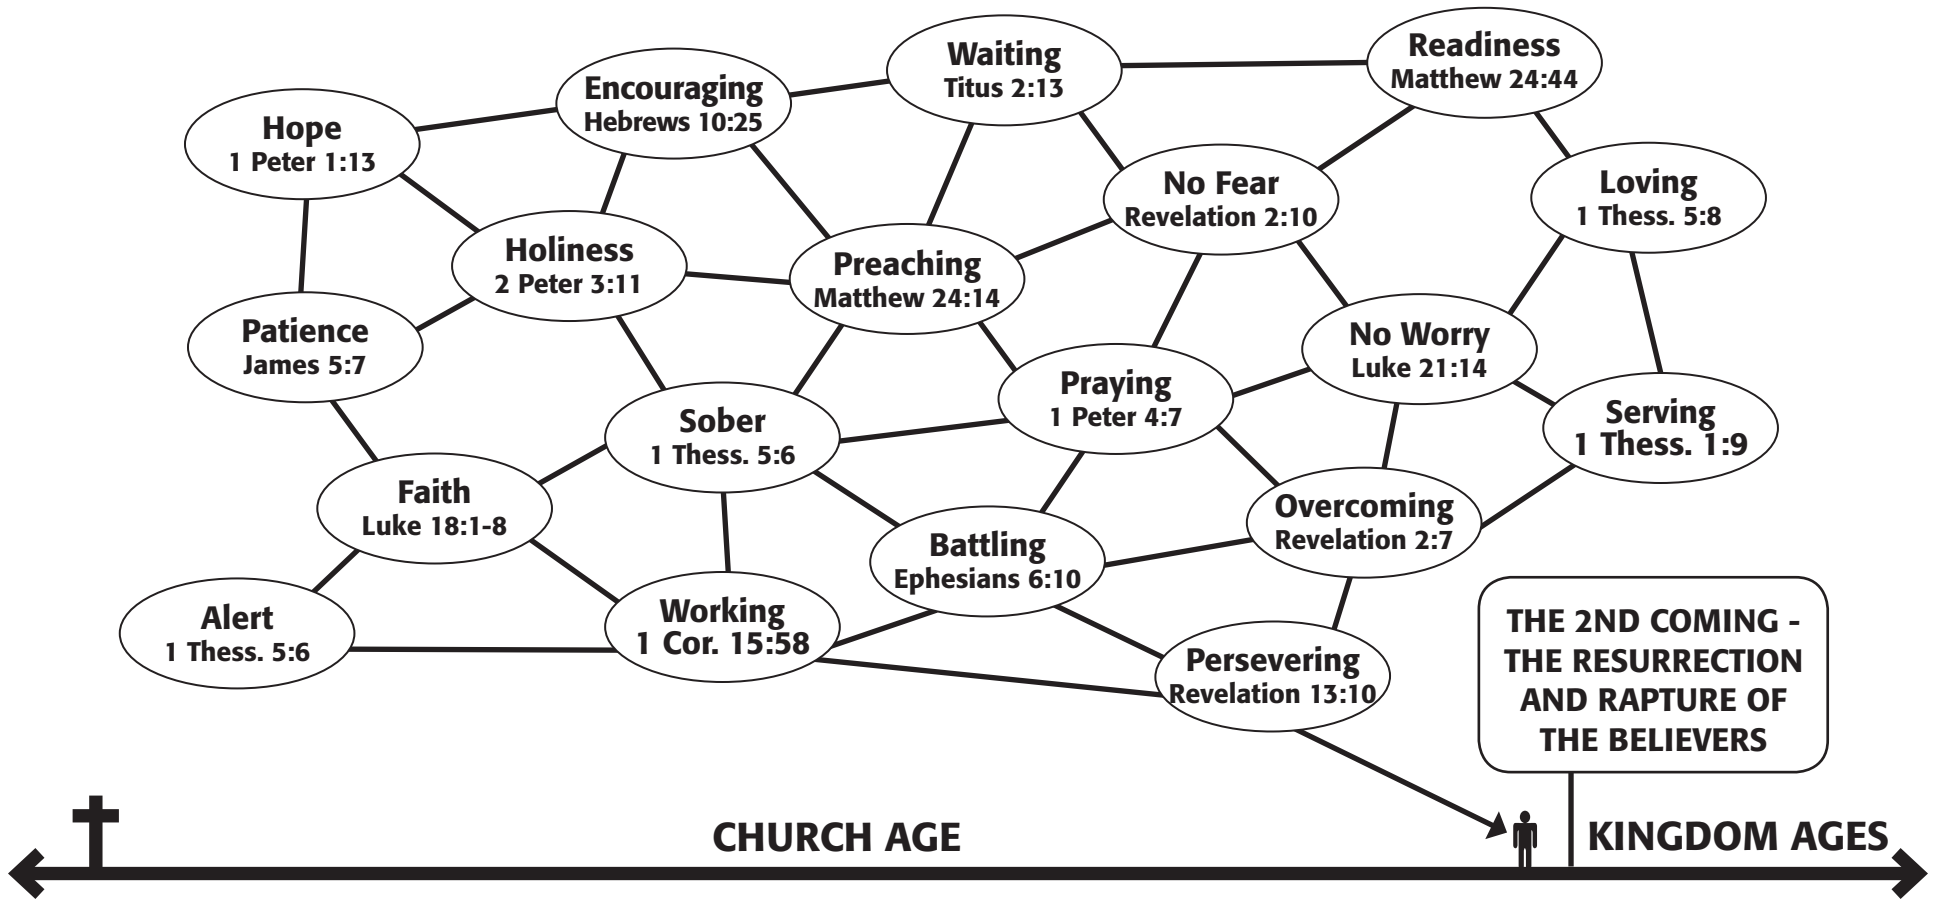 Waiting
Titus 2:13
Readiness
Matthew 24:44
Encouraging
Hebrews 10:25
Hope
1 Peter 1:13
No Fear
Revelation 2:10
Loving
1 Thess. 5:8
Holiness
2 Peter 3:11
Preaching
Matthew 24:14
Patience
James 5:7
No Worry
Luke 21:14
Praying
1 Peter 4:7
Sober
1 Thess. 5:6
Serving
1 Thess. 1:9
Faith
Luke 18:1-8
Overcoming
Revelation 2:7
Battling
Ephesians 6:10
Alert
1 Thess. 5:6
Working
1 Cor. 15:58
Persevering
Revelation 13:10
THE 2ND COMING -
THE RESURRECTION
AND RAPTURE OF
THE BELIEVERS
CHURCH AGE
KINGDOM AGES